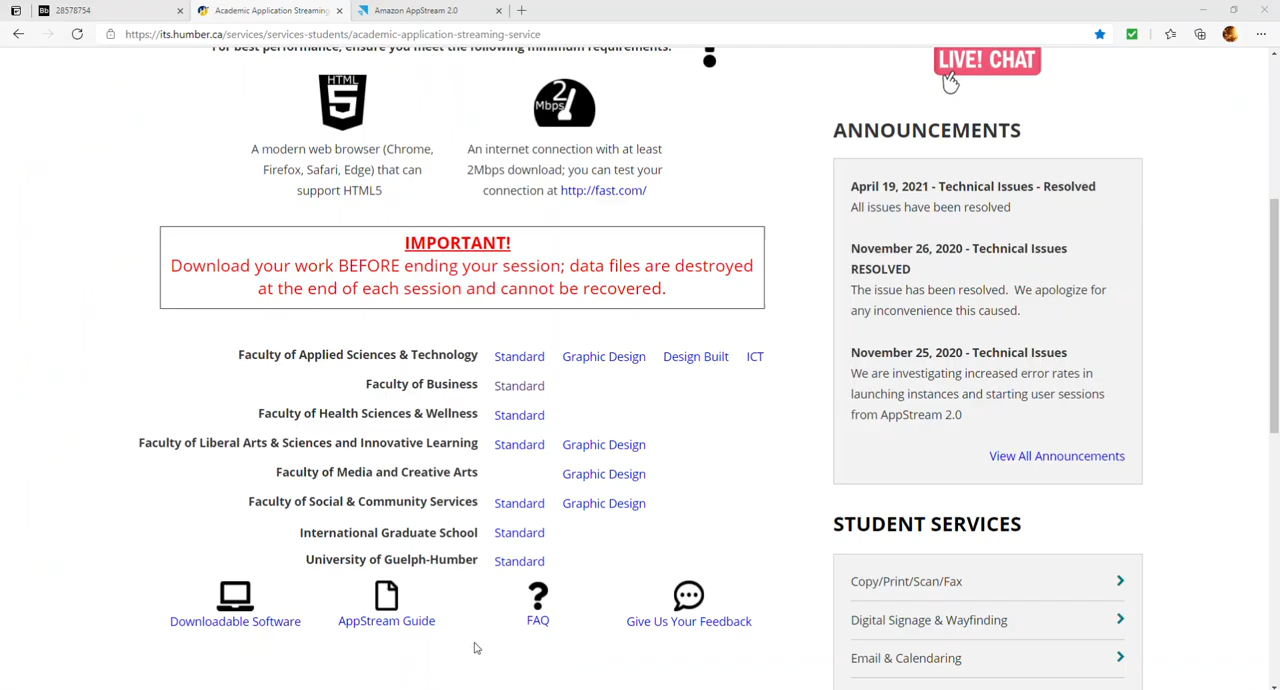 28578754
Academic Application Streaming
Amazon AppStream 2.0
https://its.humber.ca/services/services-students/academic-application-streaming-service
For best performance, ensure you meet the following minimum requirements.
HTML
5
A modern web browser (Chrome,
Firefox, Safari, Edge) that can
support HTML5
2
Mbps
An internet connection with at least
2Mbps download; you can test your
connection at http://fast.com/
IMPORTANT!
Download your work BEFORE ending your session; data files are destroyed
at the end of each session and cannot be recovered.
Faculty of Applied Sciences & Technology Standard Graphic Design Design Built ICT
Faculty of Business Standard
Faculty of Health Sciences & Wellness Standard
Faculty of Liberal Arts & Sciences and Innovative Learning Standard Graphic Design
Faculty of Media and Creative Arts Graphic Design
Faculty of Social & Community Services Standard Graphic Design
International Graduate School Standard
University of Guelph-Humber Standard
Downloadable Software
AppStream Guide
?
FAQ
Give Us Your Feedback
LIVE! CHAT
ANNOUNCEMENTS
April 19, 2021 - Technical Issues - Resolved
All issues have been resolved
November 26, 2020 - Technical Issues
RESOLVED
The issue has been resolved. We apologize for
any inconvenience this caused.
November 25, 2020 - Technical Issues
We are investigating increased error rates in
launching instances and starting user sessions
from AppStream 2.0
View All Announcements
STUDENT SERVICES
Copy/Print/Scan/Fax
Digital Signage & Wayfinding
Email & Calendaring